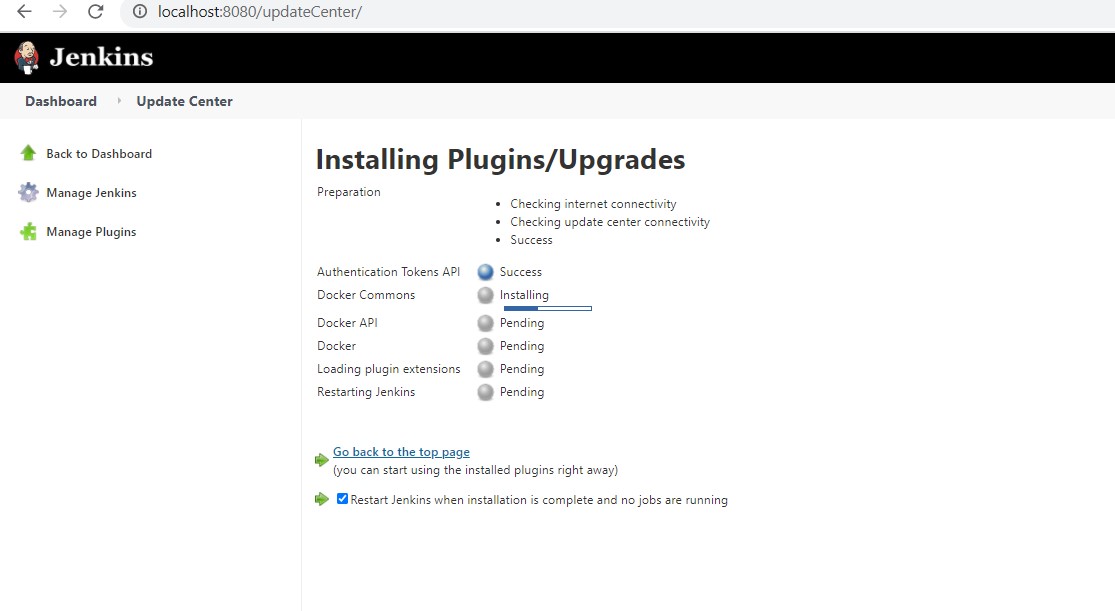 localhost:8080/updateCenter/
Jenkins
Dashboard Update Center
Back to Dashboard
Manage Jenkins
Manage Plugins
Installing Plugins/Upgrades
Preparation
Checking internet connectivity
Checking update center connectivity
Success
Authentication Tokens API Success
Docker Commons Installing
Docker API Pending
Docker Pending
Loading plugin extensions Pending
Restarting Jenkins Pending
Go back to the top page
(you can start using the installed plugins right away)
Restart Jenkins when installation is complete and no jobs are running